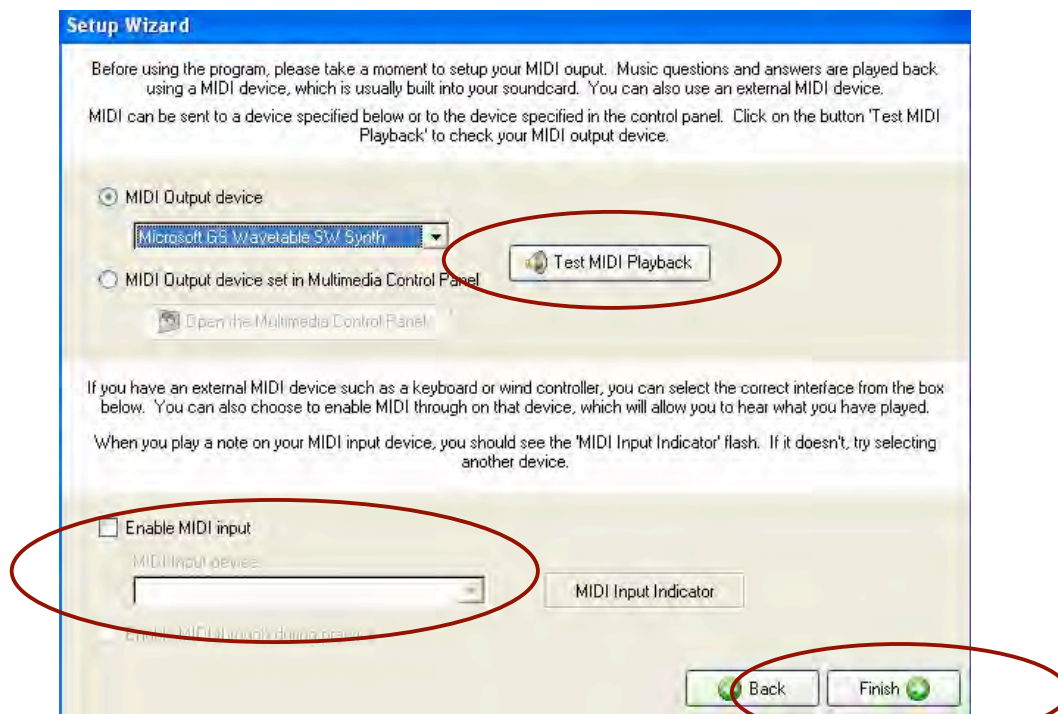 Setup Wizard
Before using the program, please take a moment to setup your MIDI ouput. Music questions and answers are played back
using a MIDI device, which is usually built into your soundcard. You can also use an external MIDI device.
MIDI can be sent to a device specified below or to the device specified in the control panel. Click on the button 'Test MIDI
Playback' to check your MIDI output device.
MIDI Output device
Microsoft GS Wavetable SW Synth
Test MIDI Playback
MIDI Output device set in Multimedia Control Panel
Open the Multimedia Control Panel
If you have an external MIDI device such as a keyboard or wind controller, you can select the correct interface from the box
below. You can also choose to enable MIDI through on that device, which will allow you to hear what you have played.
When you play a note on your MIDI input device, you should see the 'MIDI Input Indicator' flash. If it doesn't, try selecting
another device.
Enable MIDI input
MIDI Input device
MIDI Input Indicator
Enable MIDI through during
Back
Finish